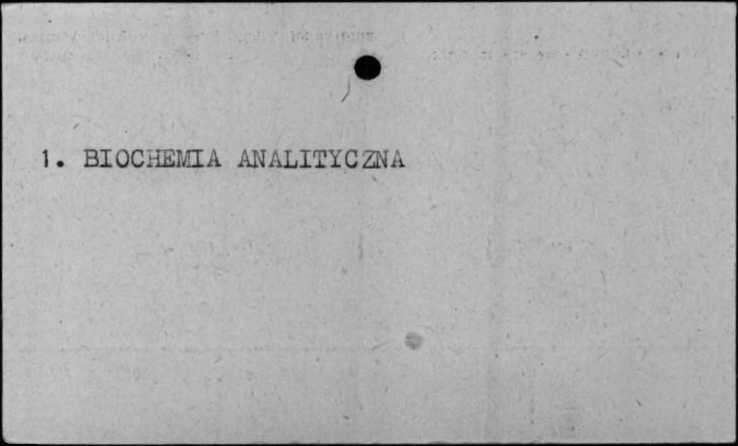 1. BIOCHEMIA ANALITYCZNA